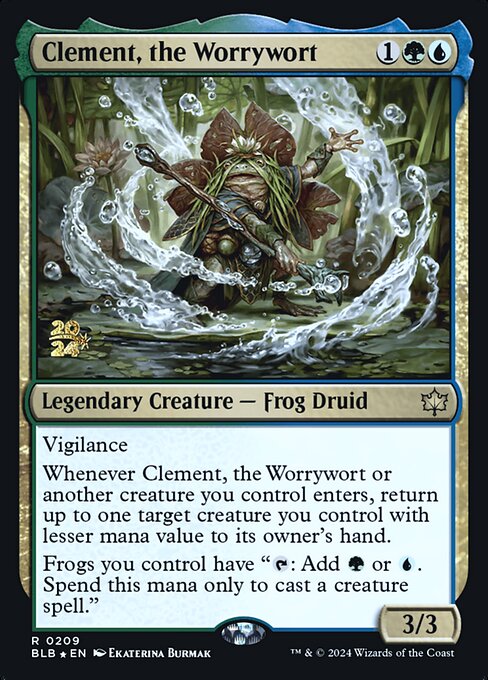 Clement, the Worrywort 1
2024
Legendary Creature — Frog Druid
Vigilance
Whenever Clement, the Worrywort or
another creature you control enters, return
up to one target creature you control with
lesser mana value to its owner's hand.
Frogs you control have “: Add or .
Spend this mana only to cast a creature
spell.”
3/3
R 0209
BLB ★ EN Ekaterina Burmak
™ & © 2024 Wizards of the Coast